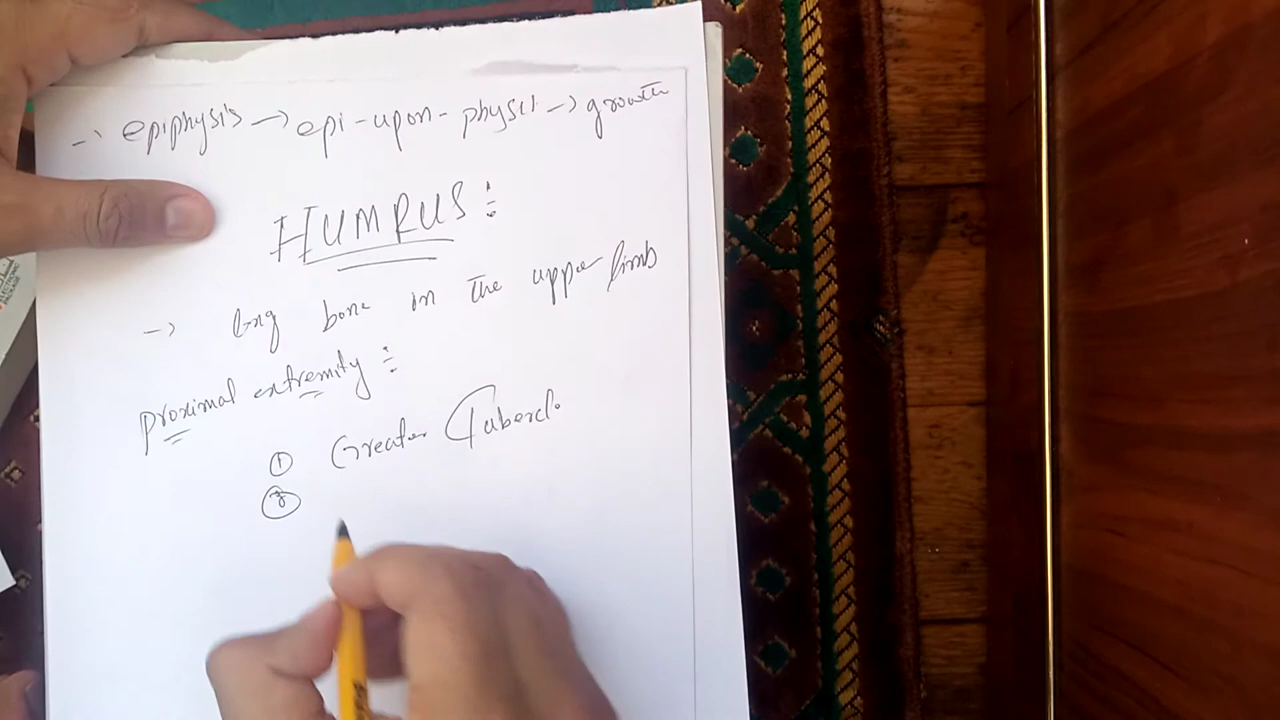 → epiphysis → epi-upon-physis → growth
HUMRUS :
→ long bone in the upper limb
proximal extremity :
① Greater Tubercle
②